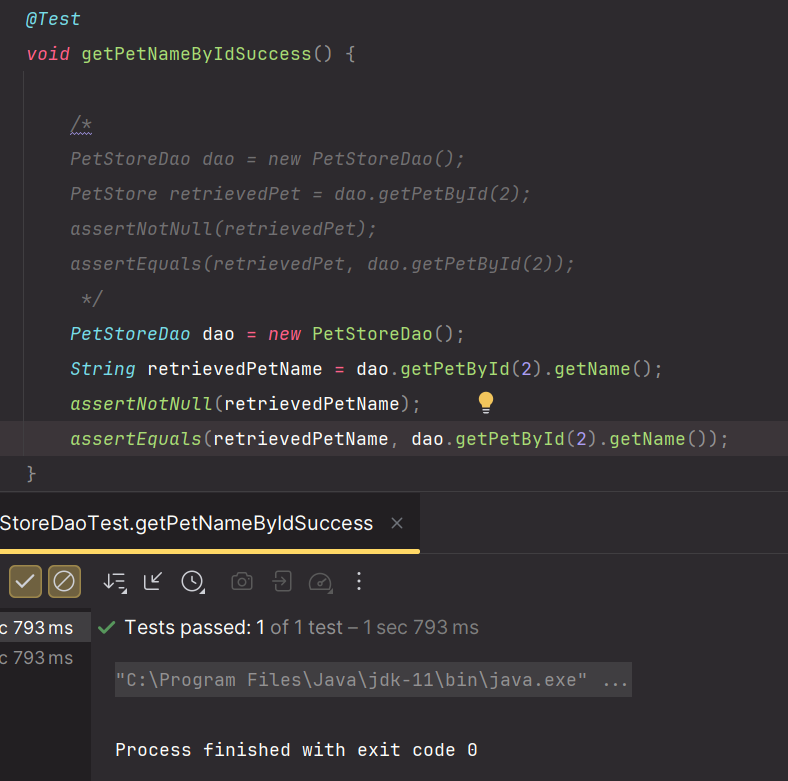 @Test
void getPetNameByIdSuccess() {
/*
PetStoreDao dao = new PetStoreDao();
PetStore retrievedPet = dao.getPetById(2);
assertNotNull(retrievedPet);
assertEquals(retrievedPet, dao.getPetById(2));
*/
PetStoreDao dao = new PetStoreDao();
String retrievedPetName = dao.getPetById(2).getName();
assertNotNull(retrievedPetName);
assertEquals(retrievedPetName, dao.getPetById(2).getName());
}
StoreDaoTest.getPetNameByIdSuccess
c 793 ms
Tests passed: 1 of 1 test – 1 sec 793 ms
c 793 ms
"C:\Program Files\Java\jdk-11\bin\java.exe" ...
Process finished with exit code 0